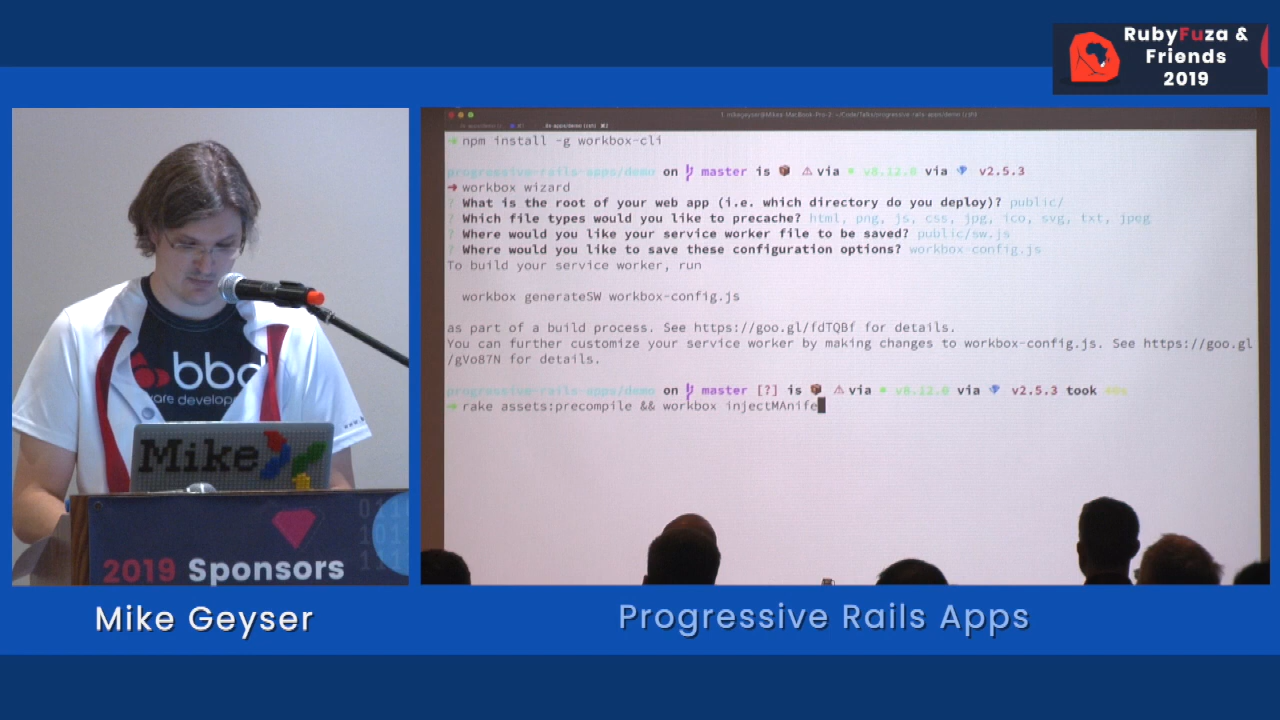 RubyFuza &
Friends
2019
npm install -g workbox-cli
progressive-rails-apps/demo on master is via v8.12.0 via v2.5.3
workbox wizard
? What is the root of your web app (i.e. which directory do you deploy)? public/
? Which file types would you like to precache? html, png, js, css, jpg, ico, svg, txt, jpeg
? Where would you like your service worker file to be saved? public/sw.js
? Where would you like to save these configuration options? workbox-config.js
To build your service worker, run
workbox generateSW workbox-config.js
as part of a build process. See https://goo.gl/fdTQBf for details.
You can further customize your service worker by making changes to workbox-config.js. See https://goo.gl
/gVo87N for details.
progressive-rails-apps/demo on master [?] is via v8.12.0 via v2.5.3 took
rake assets:precompile && workbox injectMAnife
bbd
ware develop
Mike
2019 Sponsors
Mike Geyser
Progressive Rails Apps